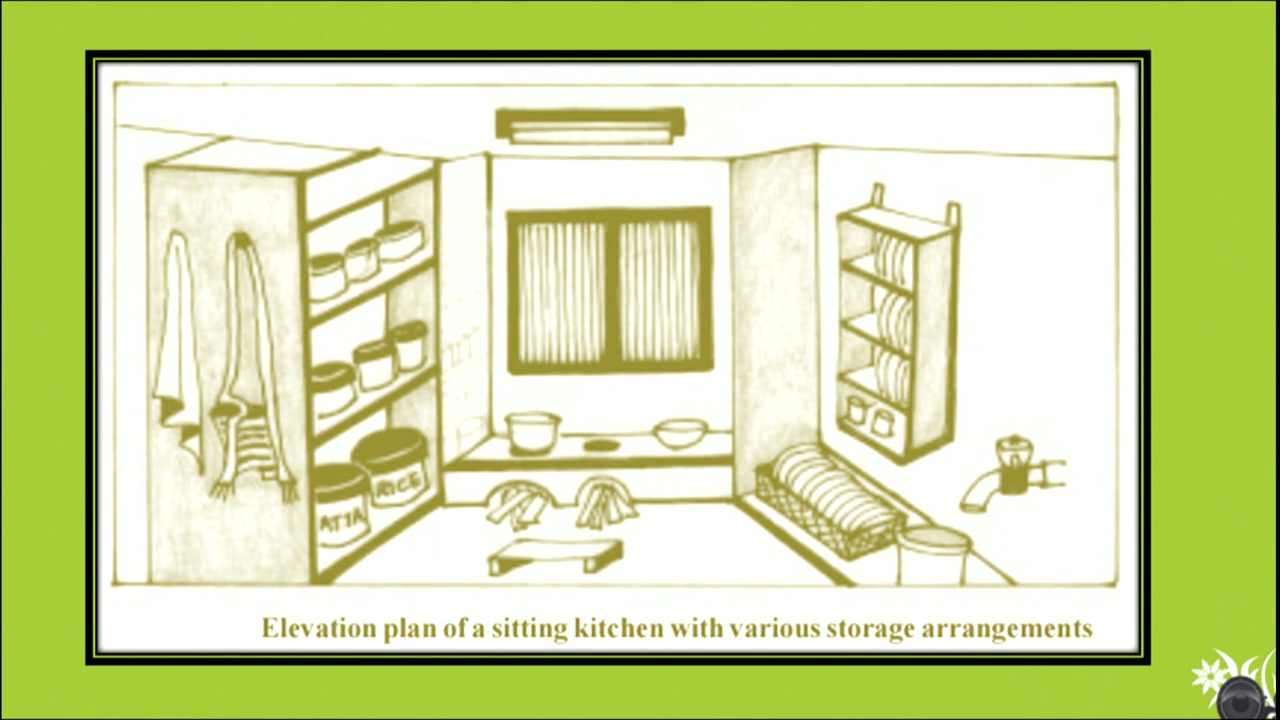 RICE
ATTA
Elevation plan of a sitting kitchen with various storage arrangements